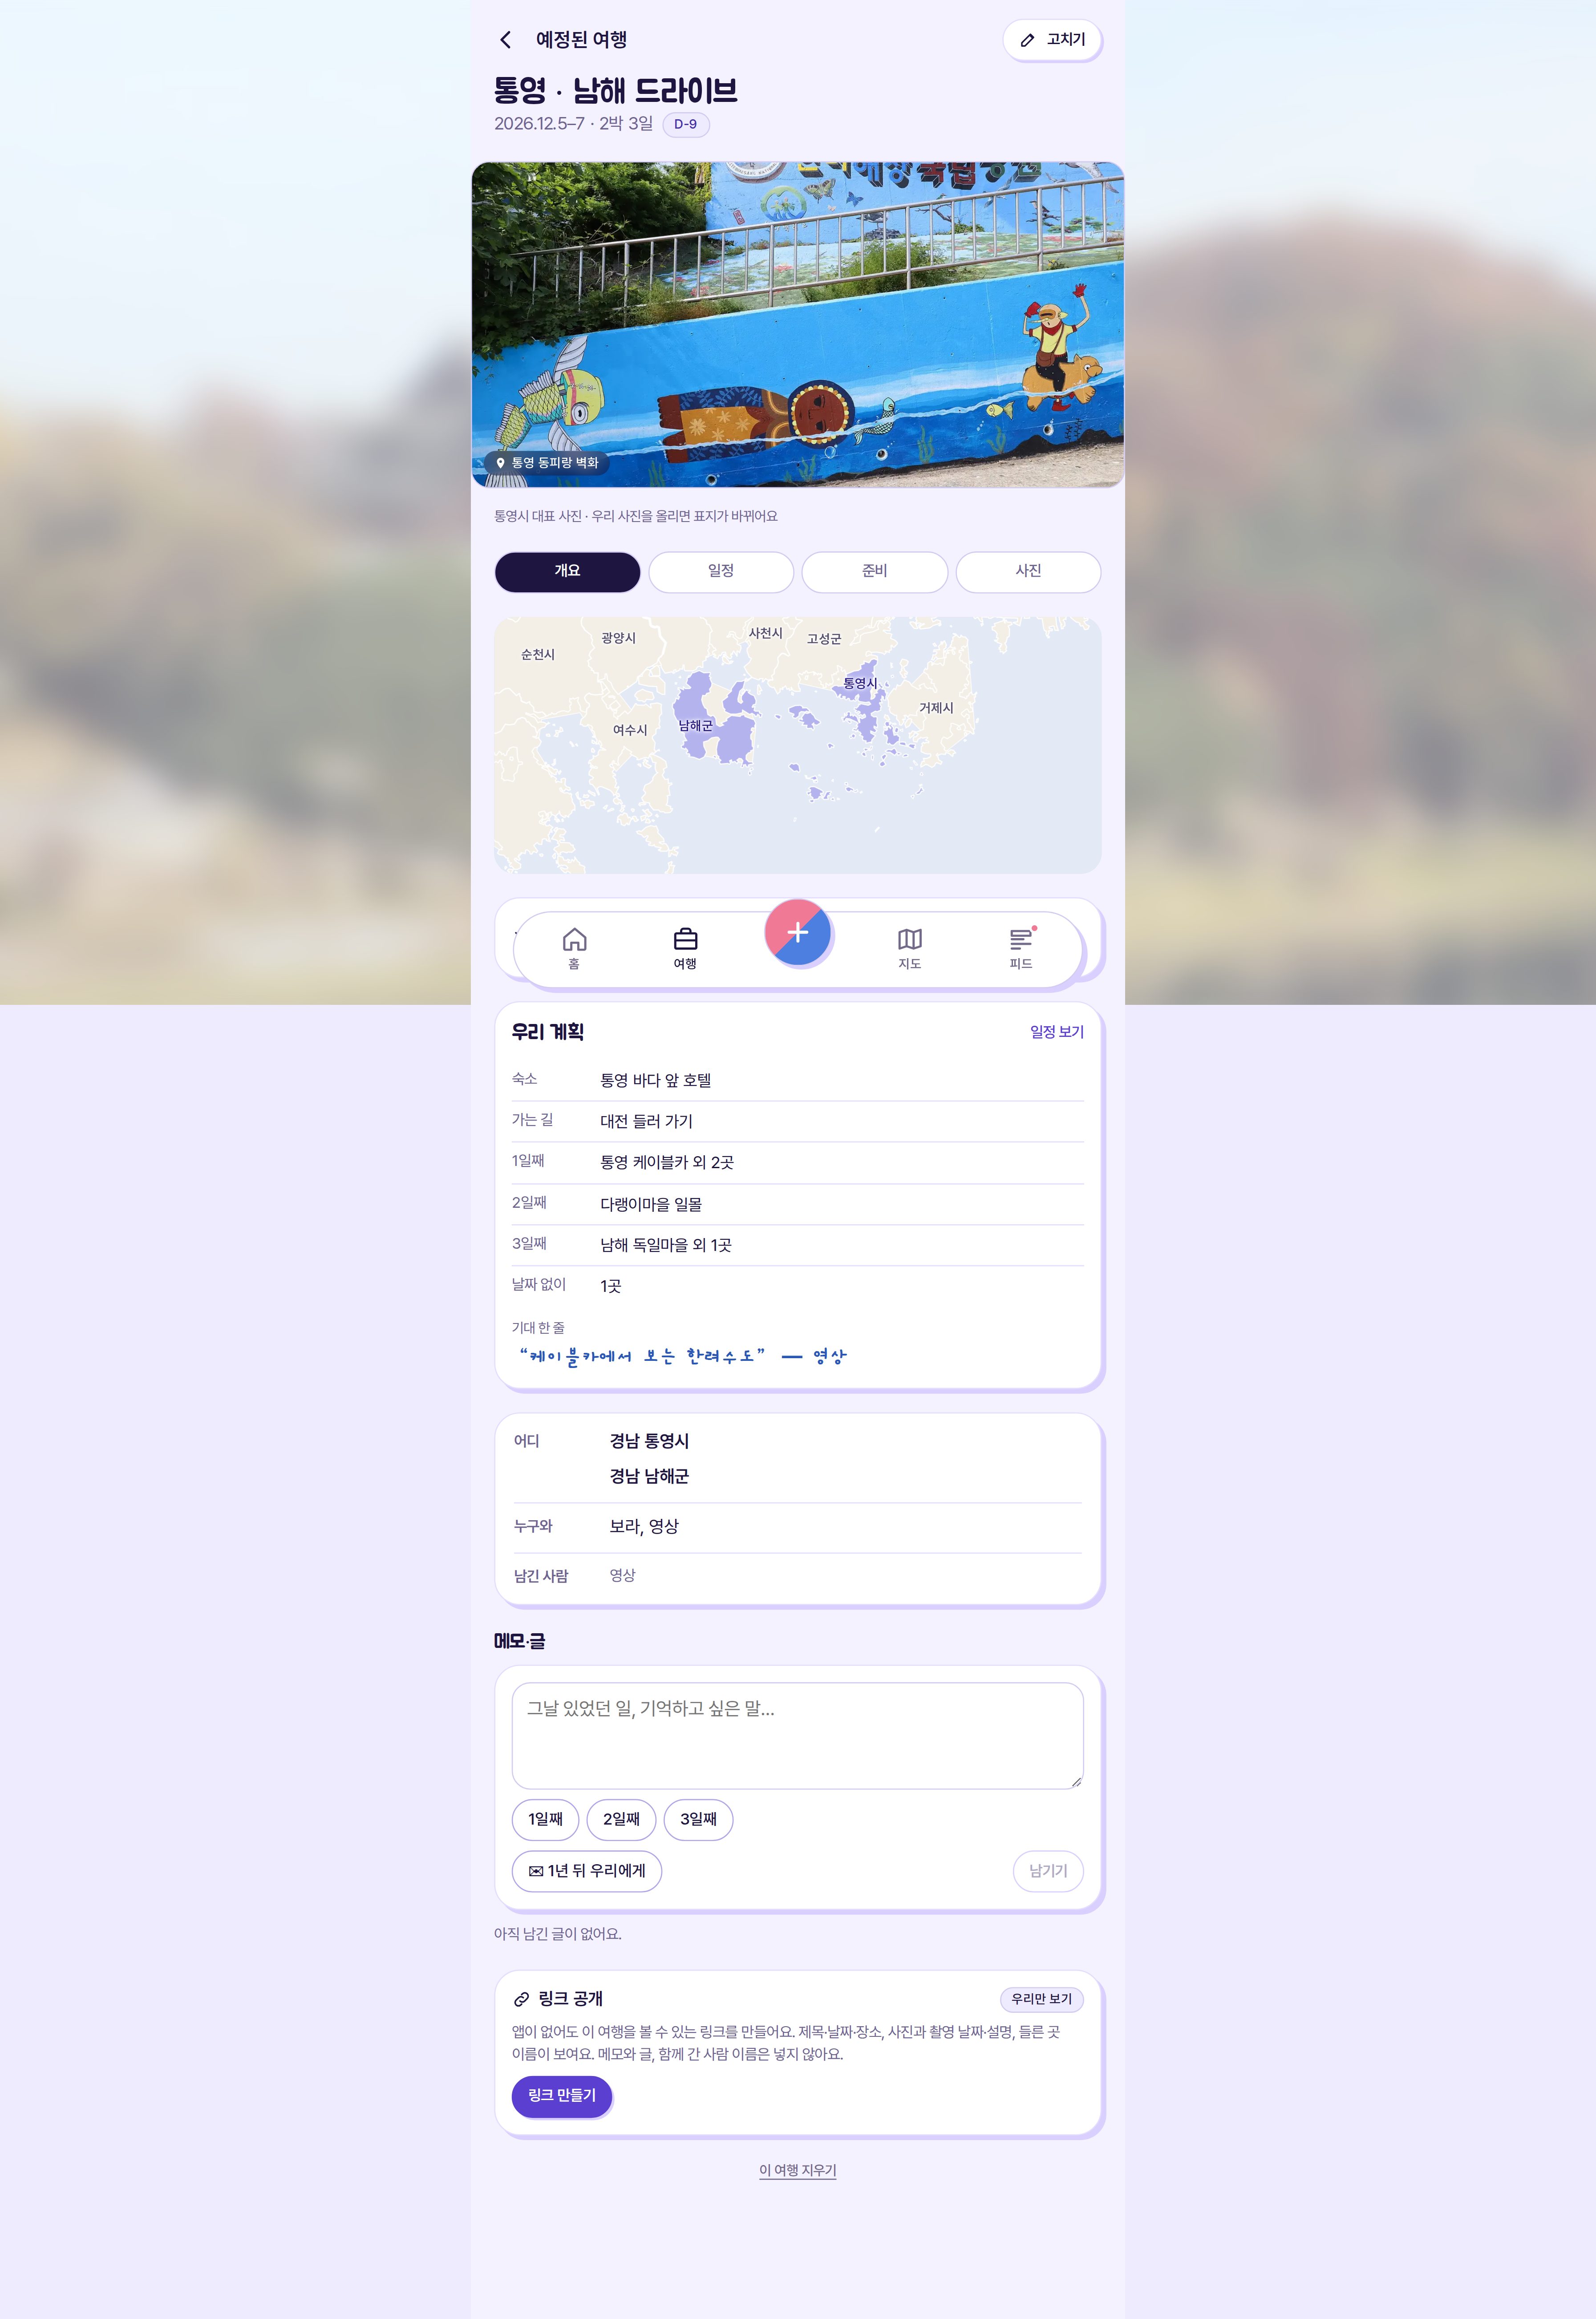 예정된 여행
고치기
통영 · 남해 드라이브
2026.12.5–7 · 2박 3일 D-9
통영 동피랑 벽화
통영시 대표 사진 · 우리 사진을 올리면 표지가 바뀌어요
개요 일정 준비 사진
순천시 광양시 사천시 고성군
통영시
거제시
여수시 남해군
홈 여행 지도 피드
우리 계획 일정 보기
숙소 통영 바다 앞 호텔
가는 길 대전 들러 가기
1일째 통영 케이블카 외 2곳
2일째 다랭이마을 일몰
3일째 남해 독일마을 외 1곳
날짜 없이 1곳
기대 한 줄
“케이블카에서 보는 한려수도” — 영상
어디 경남 통영시
경남 남해군
누구와 보라, 영상
남긴 사람 영상
메모·글
그날 있었던 일, 기억하고 싶은 말…
1일째 2일째 3일째
✉ 1년 뒤 우리에게 남기기
아직 남긴 글이 없어요.
링크 공개 우리만 보기
앱이 없어도 이 여행을 볼 수 있는 링크를 만들어요. 제목·날짜·장소, 사진과 촬영 날짜·설명, 들른 곳
이름이 보여요. 메모와 글, 함께 간 사람 이름은 넣지 않아요.
링크 만들기
이 여행 지우기